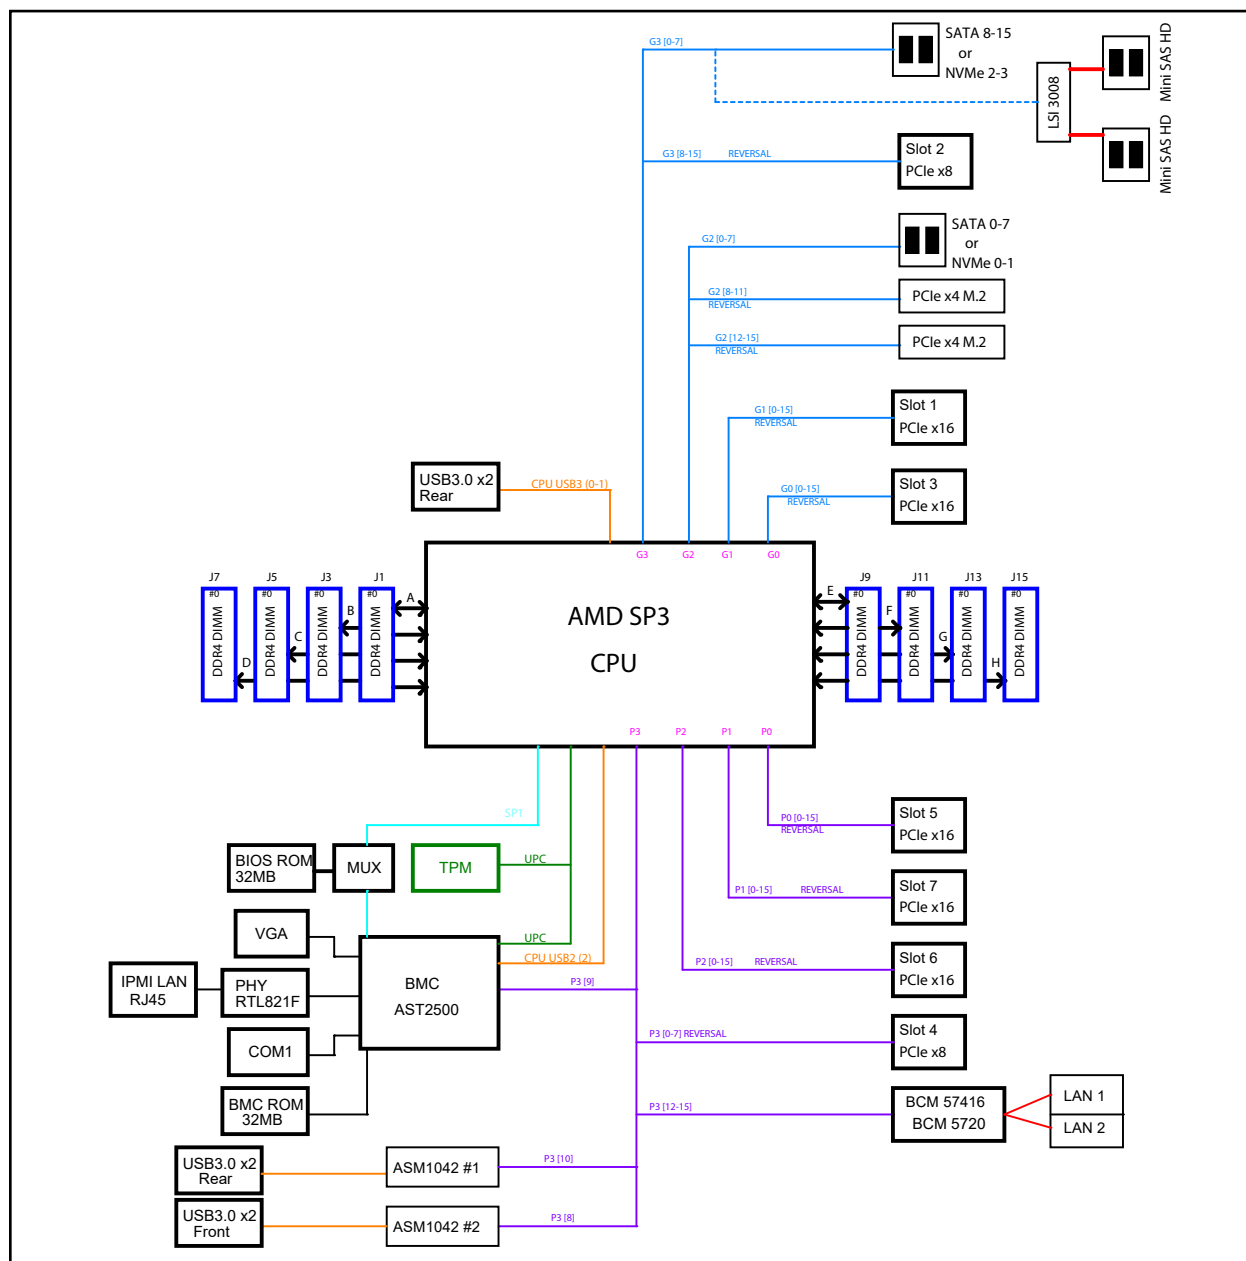 G3 [0-7]
SATA 8-15
or
NVMe 2-3
LSI 3008
Mini SAS HD
Mini SAS HD
G3 [8-15] REVERSAL
Slot 2
PCIe x8
G2 [0-7]
SATA 0-7
or
NVMe 0-1
G2 [8-11]
REVERSAL
PCIe x4 M.2
G2 [12-15]
REVERSAL
PCIe x4 M.2
G1 [0-15]
REVERSAL
Slot 1
PCIe x16
USB3.0 x2
Rear
CPU USB3 (0-1)
G0 [0-15]
REVERSAL
Slot 3
PCIe x16
G3 G2 G1 G0
J7 J5 J3 J1
#0 #0 #0 #0
DDR4 DIMM
DDR4 DIMM
DDR4 DIMM
DDR4 DIMM
A
B
C
D
AMD SP3
CPU
J9 J11 J13 J15
#0 #0 #0 #0
DDR4 DIMM
DDR4 DIMM
DDR4 DIMM
DDR4 DIMM
E
F
G
H
P3 P2 P1 P0
SP1
BIOS ROM
32MB
MUX
TPM
UPC
P0 [0-15]
REVERSAL
Slot 5
PCIe x16
P1 [0-15] REVERSAL
Slot 7
PCIe x16
VGA
UPC
CPU USB2 (2)
P2 [0-15] REVERSAL
Slot 6
PCIe x16
IPMI LAN
RJ45
PHY
RTL821F
BMC
AST2500
P3 [9]
COM1
P3 [0-7] REVERSAL
Slot 4
PCIe x8
BMC ROM
32MB
P3 [12-15]
BCM 57416
BCM 5720
LAN 1
LAN 2
USB3.0 x2
Rear
ASM1042 #1
P3 [10]
USB3.0 x2
Front
ASM1042 #2
P3 [8]